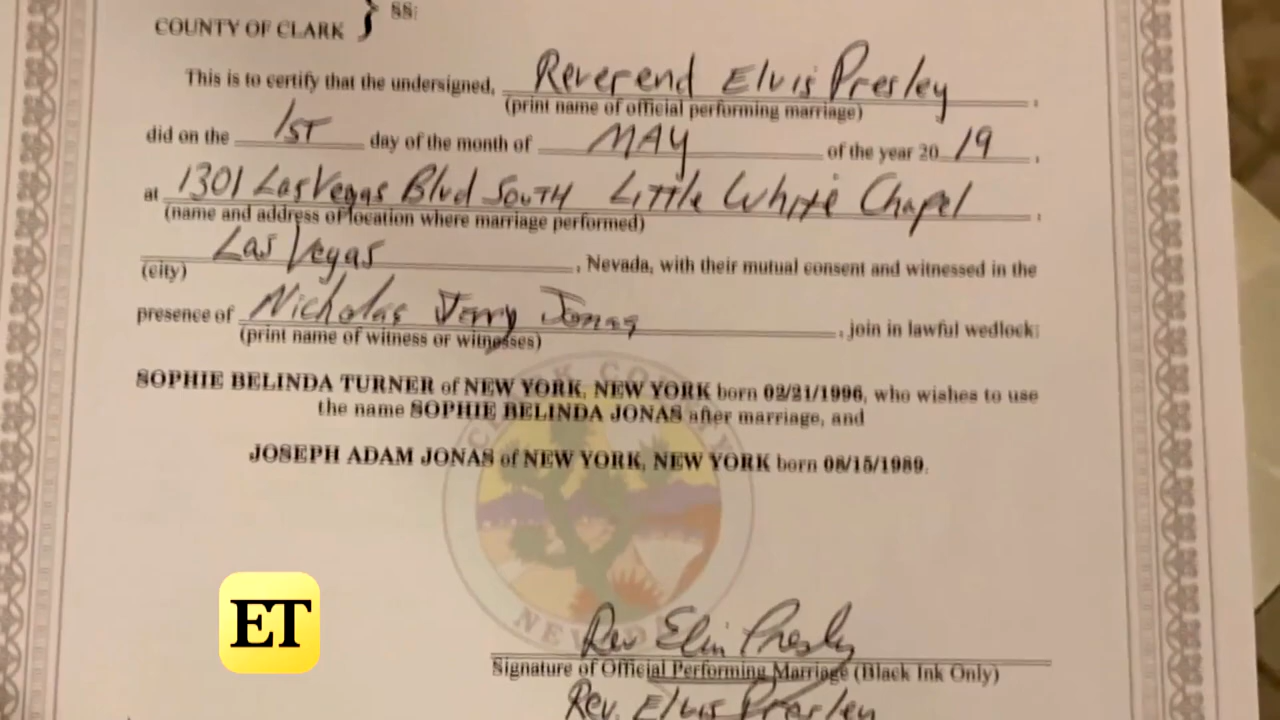 SS:
COUNTY OF CLARK
This is to certify that the undersigned, Reverend Elvis Presley.
(print name of official performing marriage)
did on the 1ST day of the month of MAY of the year 2019,
at 1301 Las Vegas Blvd SOUTH Little White Chapel,
(name and address of location where marriage performed)
Las Vegas, Nevada, with their mutual consent and witnessed in the
(city)
presence of Nicholas Jerry Jonas, join in lawful wedlock:
(print name of witness or witnesses)
SOPHIE BELINDA TURNER of NEW YORK, NEW YORK born 02/21/1996, who wishes to use
the name SOPHIE BELINDA JONAS after marriage, and
JOSEPH ADAM JONAS of NEW YORK, NEW YORK born 08/15/1989.
CLARK COUNTY
NEVADA
ET
Rev Elvis Presley
Signature of Official Performing Marriage (Black Ink Only)
Rev. Elvis Presley